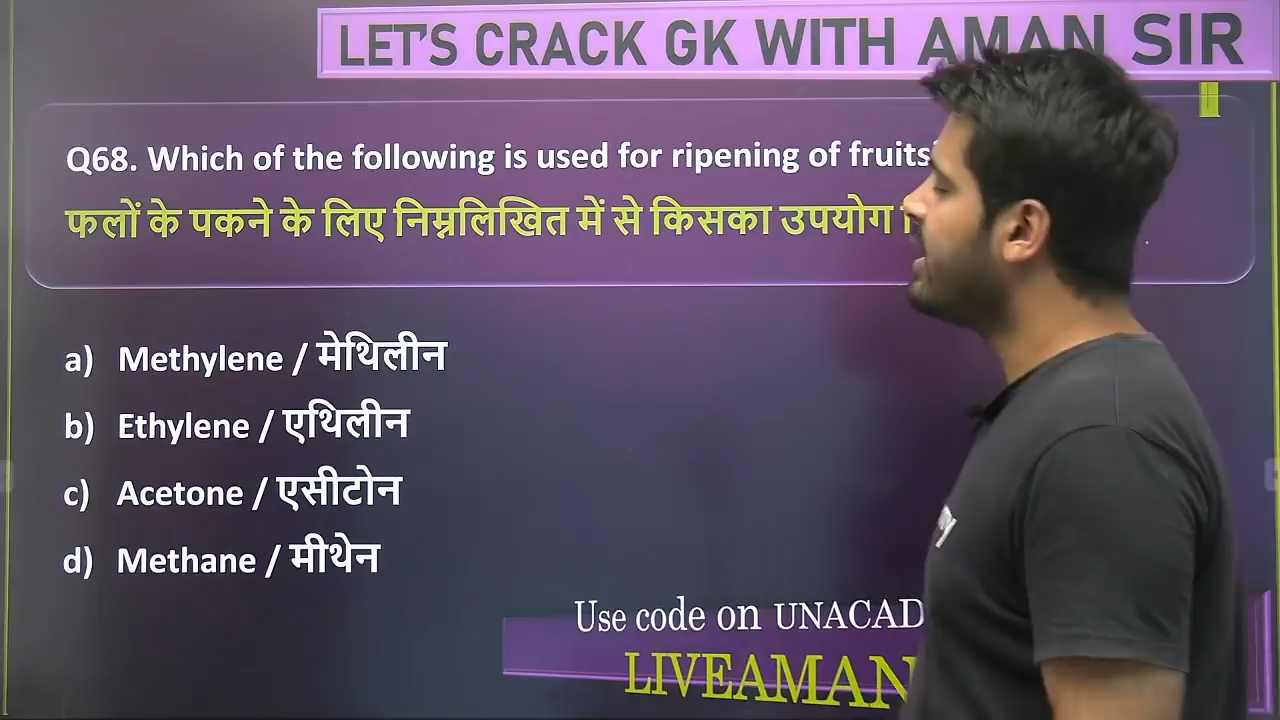 LET'S CRACK GK WITH AMAN SIR
Q68. Which of the following is used for ripening of fruits
फलों के पकने के लिए निम्नलिखित में से किसका उपयोग
a) Methylene / मेथिलीन
b) Ethylene / एथिलीन
c) Acetone / एसीटोन
d) Methane / मीथेन
Use code on UNACAD
LIVEAMAN